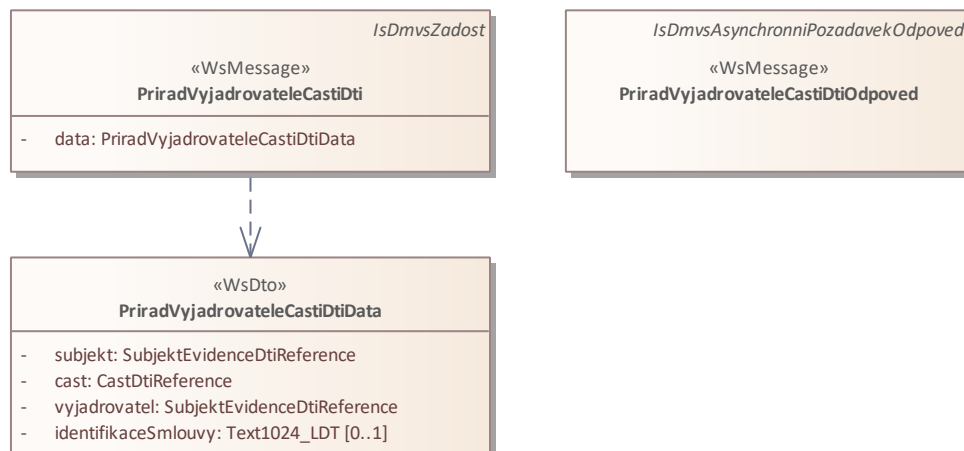 IsDmvsZadost
«WsMessage»
PriradVyjadrovateleCastiDti
- data: PriradVyjadrovateleCastiDtiData
IsDmvsAsynchronniPozadavekOdpoved
«WsMessage»
PriradVyjadrovateleCastiDtiOdpoved
«WsDto»
PriradVyjadrovateleCastiDtiData
- subjekt: SubjektEvidenceDtiReference
- cast: CastDtiReference
- vyjadrovatel: SubjektEvidenceDtiReference
- identifikaceSmlouvy: Text1024_LDT [0..1]